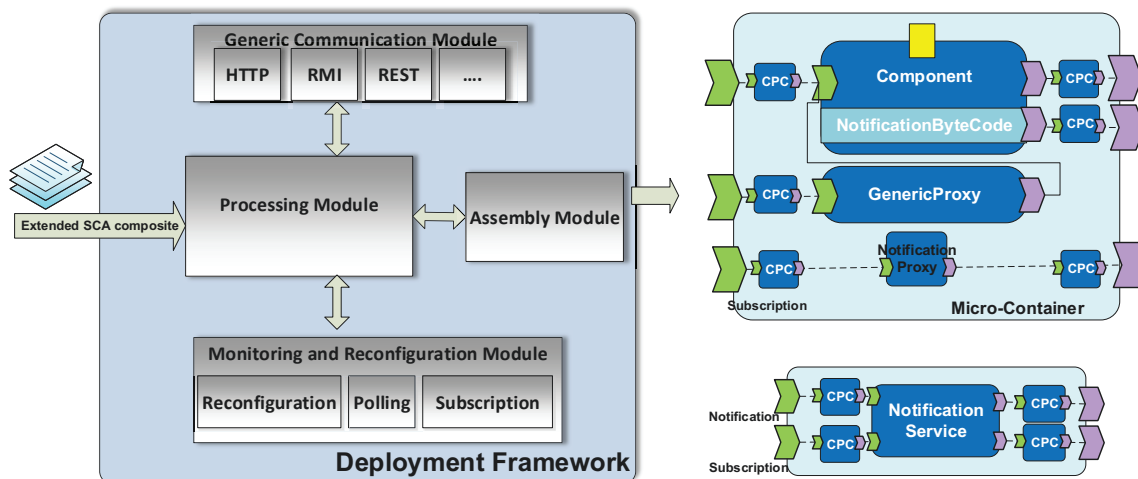 Generic Communication Module
HTTP
RMI
REST
....
Extended SCA composite
Processing Module
Assembly Module
Monitoring and Reconfiguration Module
Reconfiguration
Polling
Subscription
Deployment Framework
CPC
Component
CPC
NotificationByteCode
CPC
CPC
GenericProxy
CPC
Notification
Proxy
CPC
Subscription
Micro-Container
CPC
CPC
Notification
Notification
Service
CPC
CPC
Subscription